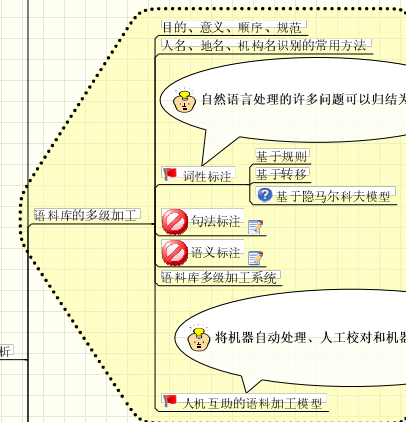 目的、意义、顺序、规范
人名、地名、机构名识别的常用方法
自然语言处理的许多问题可以归结为
词性标注
基于规则
基于转移
基于隐马尔科夫模型
语料库的多级加工
句法标注
语义标注
语料库多级加工系统
将机器自动处理、人工校对和机器
析
人机互助的语料加工模型